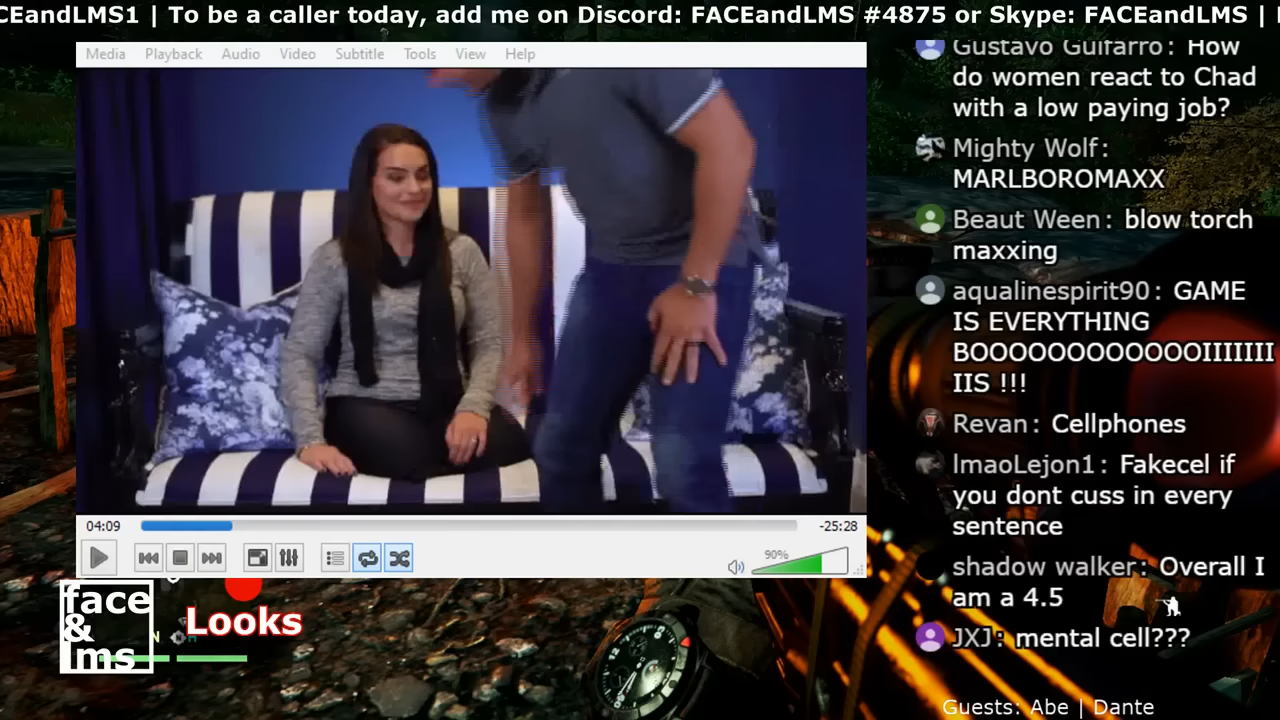 CEandLMS1 | To be a caller today, add me on Discord: FACEandLMS #4875 or Skype: FACEandLMS |
Media Playback Audio Video Subtitle Tools View Help
04:09 -25:28
90%
face
&
lms
Looks
Gustavo Guifarro: How
do women react to Chad
with a low paying job?
Mighty Wolf:
MARLBOROMAXX
Beaut Ween: blow torch
maxxing
aqualinespirit90: GAME
IS EVERYTHING
BOOOOOOOOOOOOIIIIIII
IIS !!!
Revan: Cellphones
lmaoLejon1: Fakecel if
you dont cuss in every
sentence
shadow walker: Overall I
am a 4.5
JXJ: mental cell???
Guests: Abe | Dante